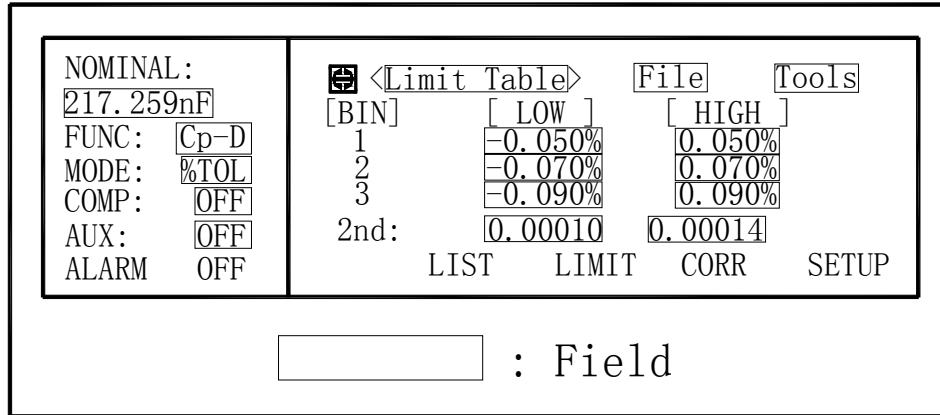 NOMINAL:
217.259nF
FUNC: Cp-D
MODE: %TOL
COMP: OFF
AUX: OFF
ALARM OFF
<Limit Table> File Tools
[BIN] [ LOW ] [ HIGH ]
1 -0.050% 0.050%
2 -0.070% 0.070%
3 -0.090% 0.090%
2nd: 0.00010 0.00014
LIST LIMIT CORR SETUP
: Field